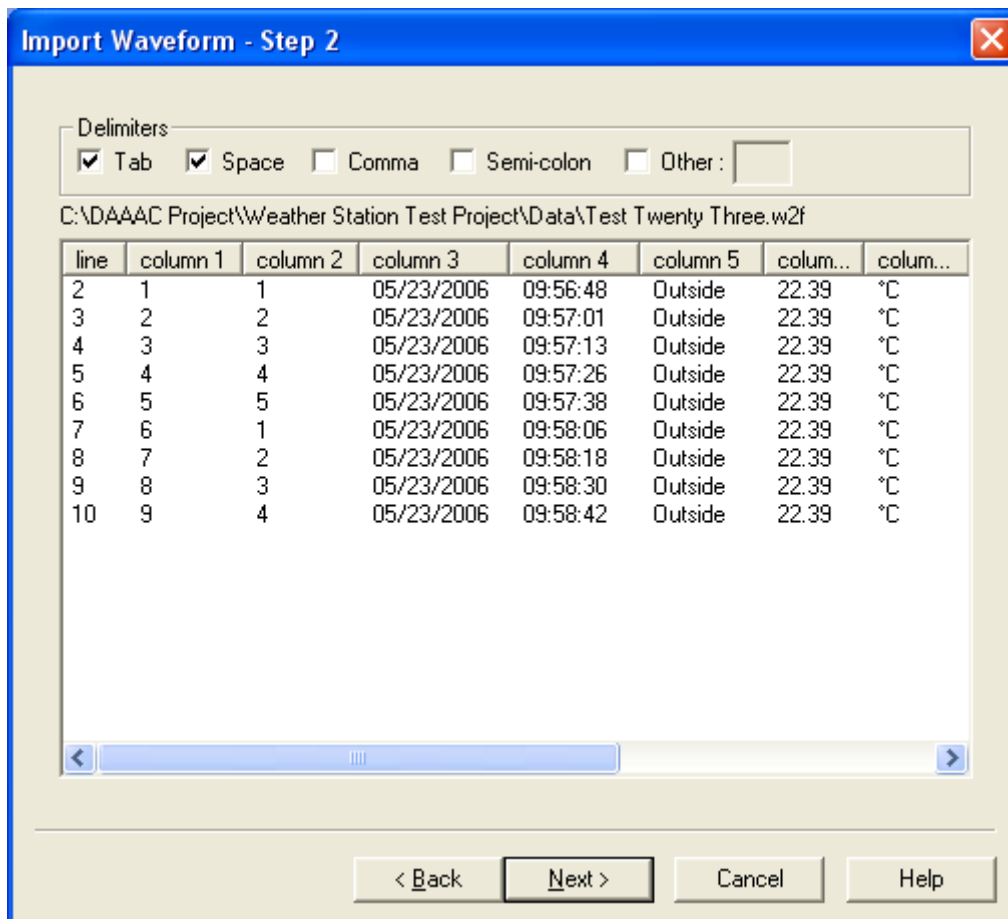 Import Waveform - Step 2
Delimiters
Tab Space Comma Semi-colon Other :
C:\DAAAC Project\Weather Station Test Project\Data\Test Twenty Three.w2f
line column 1 column 2 column 3 column 4 column 5 colum... colum...
2 1 1 05/23/2006 09:56:48 Outside 22.39 °C
3 2 2 05/23/2006 09:57:01 Outside 22.39 °C
4 3 3 05/23/2006 09:57:13 Outside 22.39 °C
5 4 4 05/23/2006 09:57:26 Outside 22.39 °C
6 5 5 05/23/2006 09:57:38 Outside 22.39 °C
7 6 1 05/23/2006 09:58:06 Outside 22.39 °C
8 7 2 05/23/2006 09:58:18 Outside 22.39 °C
9 8 3 05/23/2006 09:58:30 Outside 22.39 °C
10 9 4 05/23/2006 09:58:42 Outside 22.39 °C
< Back Next > Cancel Help